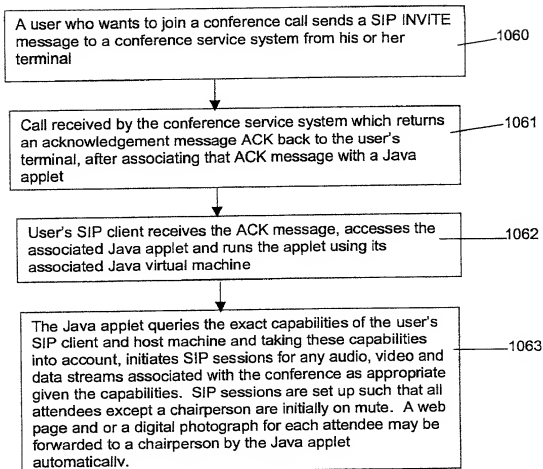 A user who wants to join a conference call sends a SIP INVITE
message to a conference service system from his or her
terminal
1060
Call received by the conference service system which returns
an acknowledgement message ACK back to the user's
terminal, after associating that ACK message with a Java
applet
1061
User's SIP client receives the ACK message, accesses the
associated Java applet and runs the applet using its
associated Java virtual machine
1062
The Java applet queries the exact capabilities of the user's
SIP client and host machine and taking these capabilities
into account, initiates SIP sessions for any audio, video and
data streams associated with the conference as appropriate
given the capabilities. SIP sessions are set up such that all
attendees except a chairperson are initially on mute. A web
page and or a digital photograph for each attendee may be
forwarded to a chairperson by the Java applet
automatically.
1063